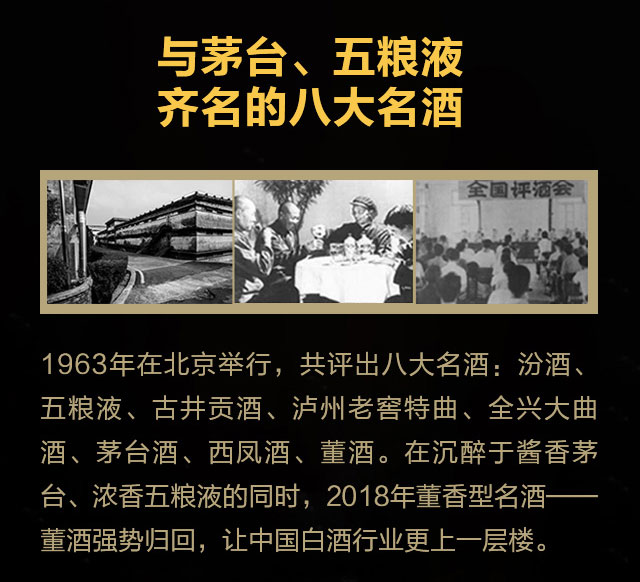 与茅台、五粮液
齐名的八大名酒
全国评酒会
1963年在北京举行，共评出八大名酒：汾酒、
五粮液、古井贡酒、泸州老窖特曲、全兴大曲
酒、茅台酒、西凤酒、董酒。在沉醉于酱香茅
台、浓香五粮液的同时，2018年董香型名酒——
董酒强势归回，让中国白酒行业更上一层楼。